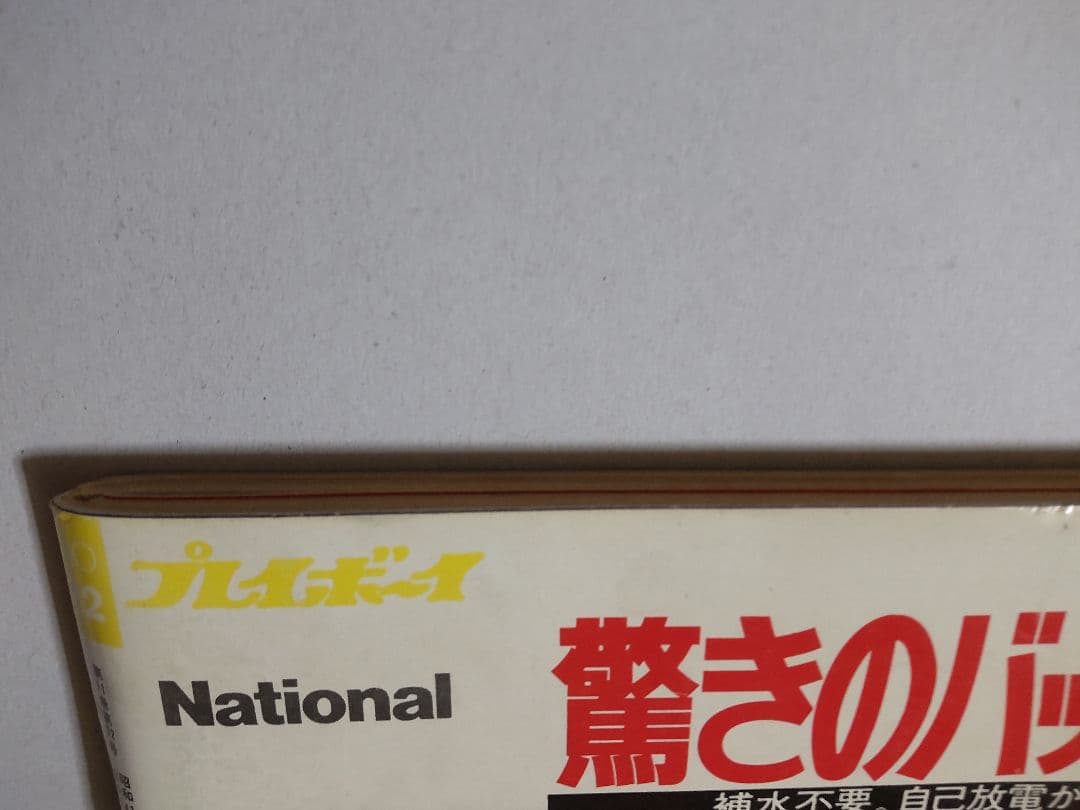 プレイボーイ
National
驚きのバッ
補水不要。自己放電が